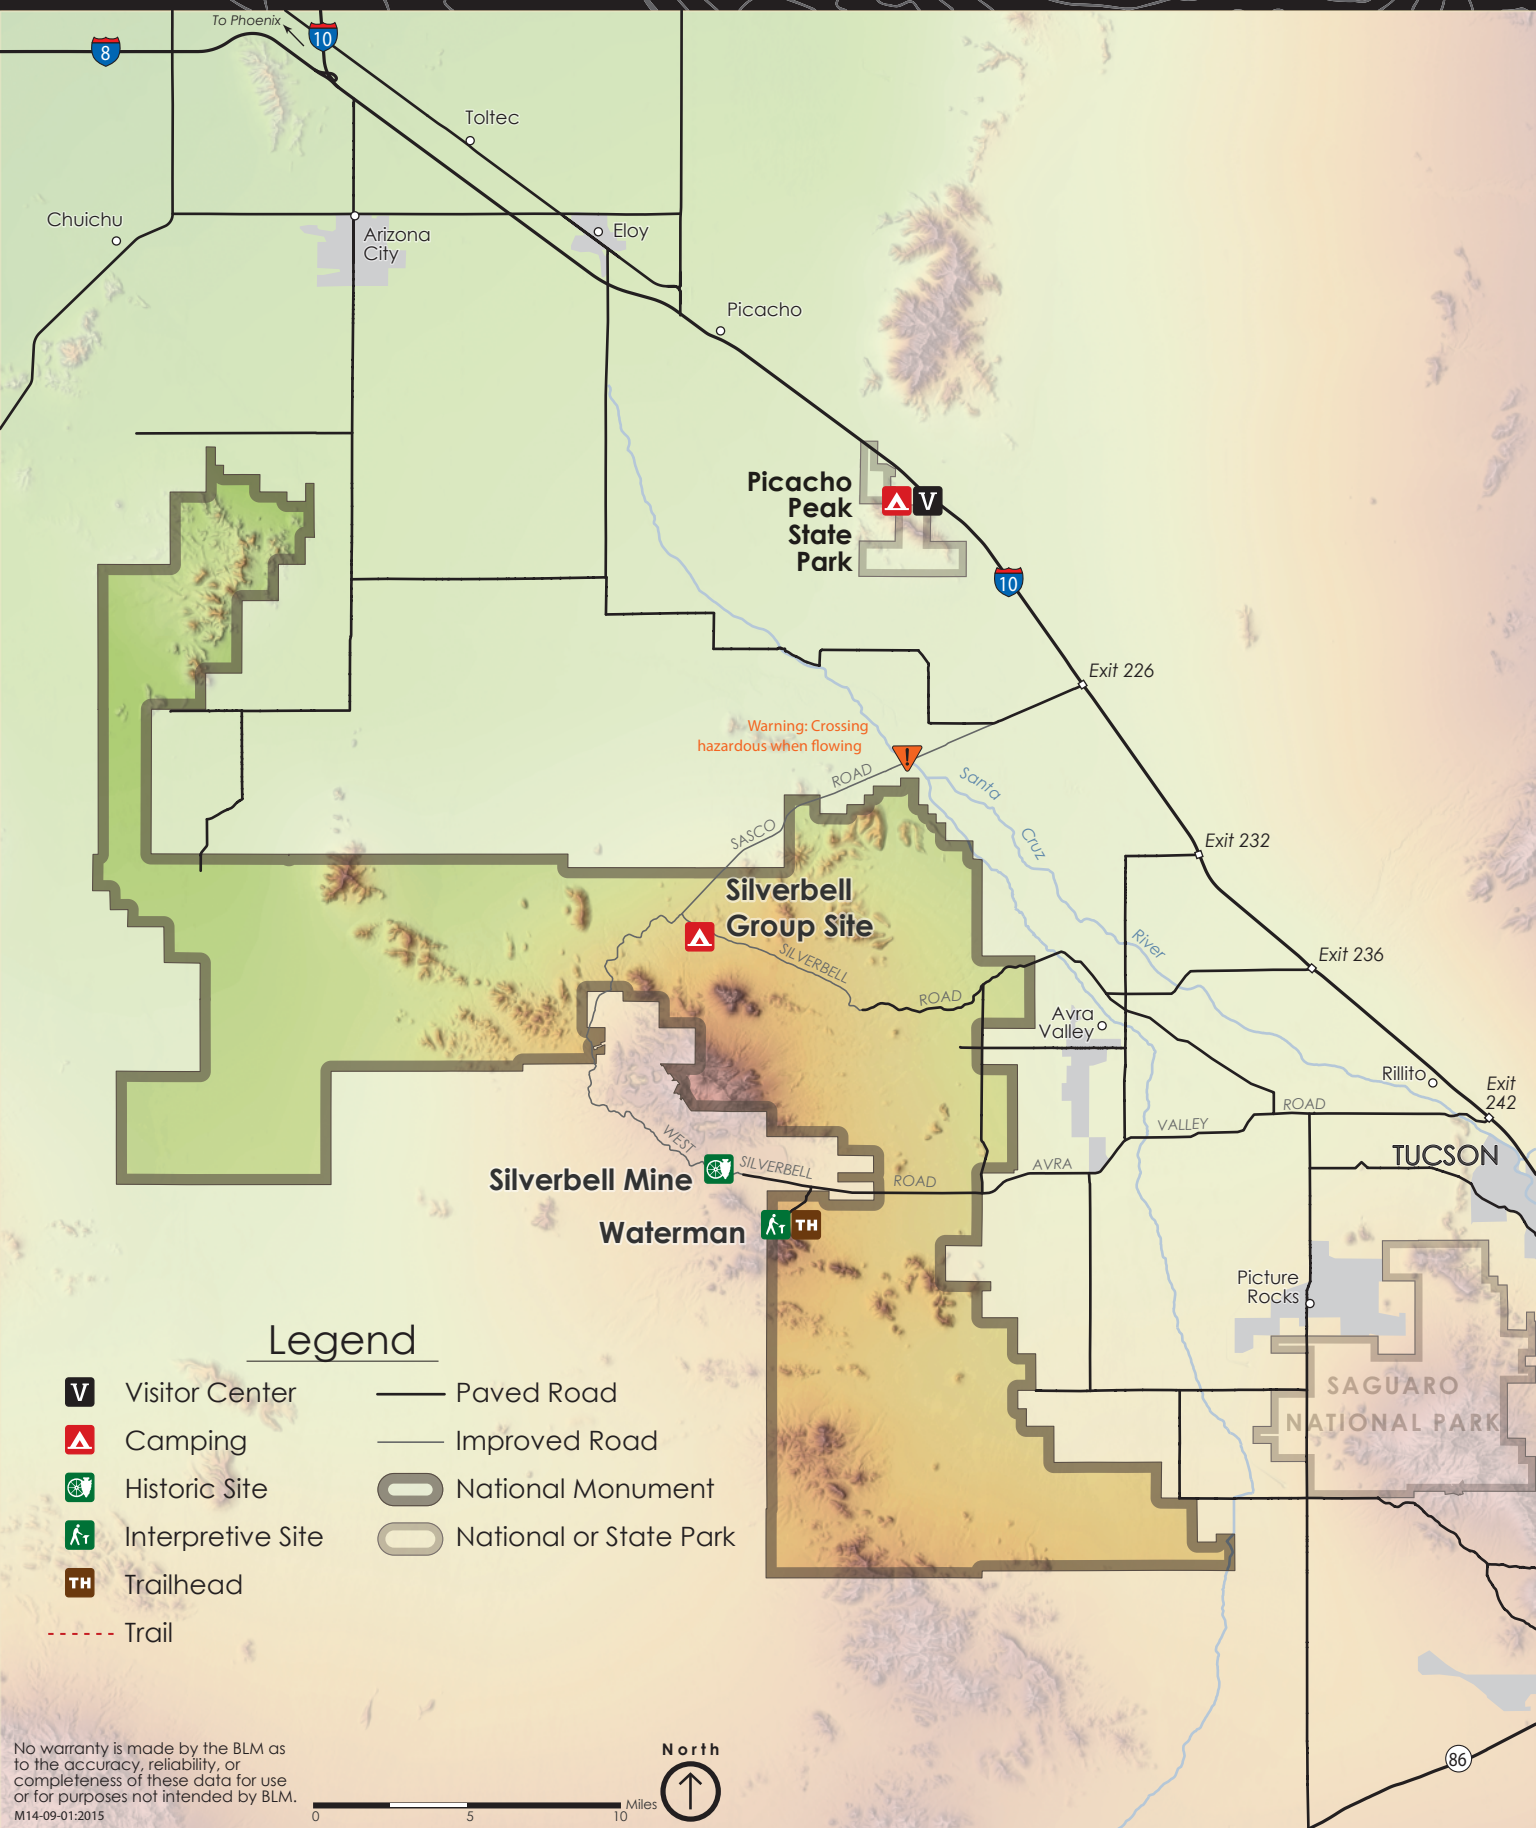 To Phoenix
8
10
Toltec
Chuichu
Arizona
City
Eloy
Picacho
Picacho
Peak
State
Park
V
10
Exit 226
Warning: Crossing
hazardous when flowing
!
ROAD
SASCO
Santa
Cruz
River
Exit 232
Silverbell
Group Site
SILVERBELL
ROAD
Exit 236
Avra
Valley
Rillito
Exit
242
ROAD
VALLEY
AVRA
TUCSON
WEST
SILVERBELL
ROAD
Silverbell Mine
Waterman
TH
Picture
Rocks
SAGUARO
NATIONAL PARK
Legend
V Visitor Center
Camping
Historic Site
Interpretive Site
TH Trailhead
Trail
Paved Road
Improved Road
National Monument
National or State Park
No warranty is made by the BLM as
to the accuracy, reliability, or
completeness of these data for use
or for purposes not intended by BLM.
M14-09-01:2015
0 5 10 Miles
North
86